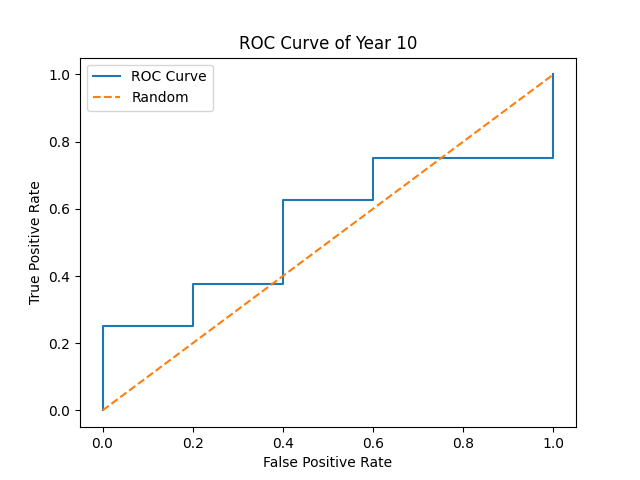 ROC Curve of Year 10
ROC Curve
Random
True Positive Rate
1.0
0.8
0.6
0.4
0.2
0.0
0.0 0.2 0.4 0.6 0.8 1.0
False Positive Rate